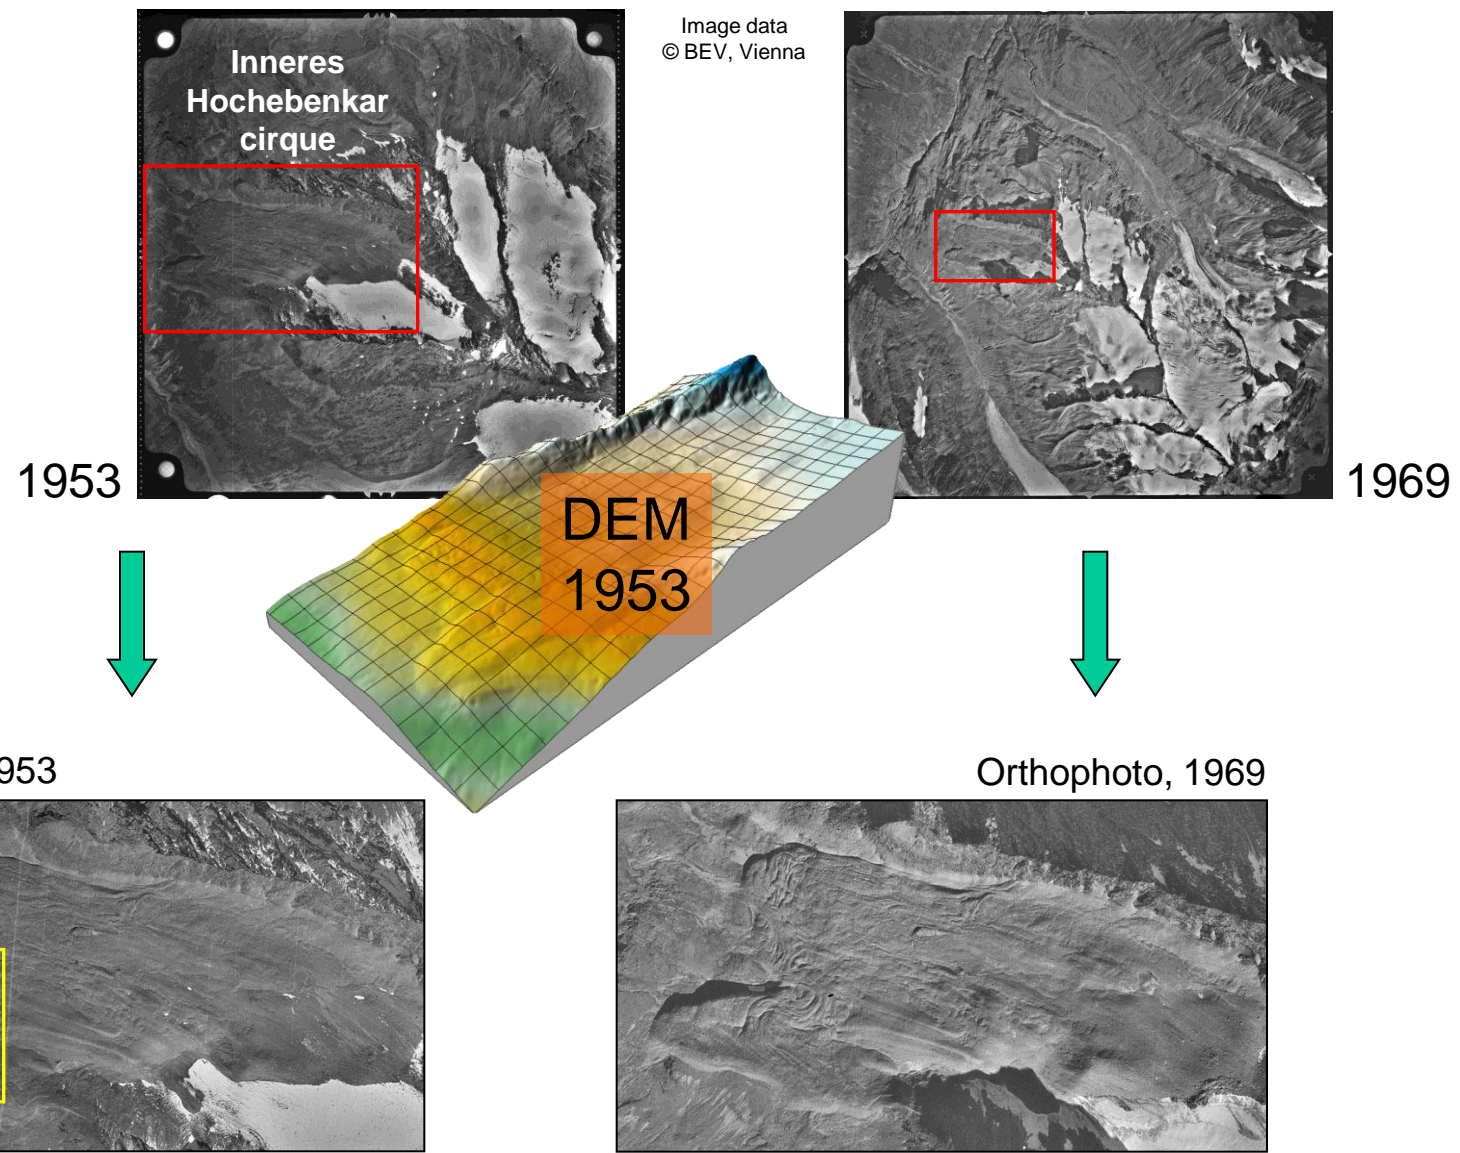 Image data
© BEV, Vienna
Inneres
Hochebenkar
cirque
1953
1969
DEM
1953
953
Orthophoto, 1969